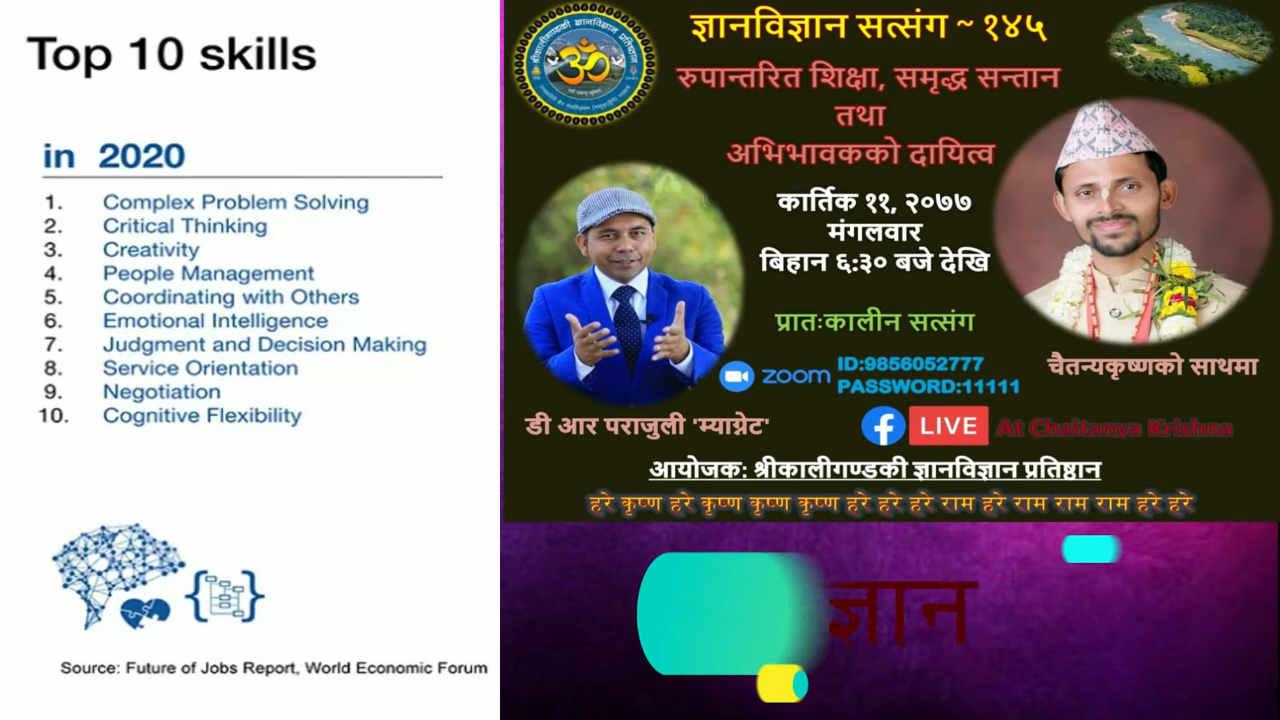 Top 10 skills
in 2020
1. Complex Problem Solving
2. Critical Thinking
3. Creativity
4. People Management
5. Coordinating with Others
6. Emotional Intelligence
7. Judgment and Decision Making
8. Service Orientation
9. Negotiation
10. Cognitive Flexibility
Source: Future of Jobs Report, World Economic Forum
श्रीकालीगण्डकी ज्ञानविज्ञान प्रतिष्ठान
ॐ
ज्ञानविज्ञान सत्संग ~ १४५
रुपान्तरित शिक्षा, समृद्ध सन्तान
तथा
अभिभावकको दायित्व
कार्तिक ११, २०७७
मंगलवार
बिहान ६:३० बजे देखि
प्रातःकालीन सत्संग
zoom ID:9856052777
PASSWORD:11111
चैतन्यकृष्णको साथमा
डी आर पराजुली 'म्याग्नेट'
f LIVE At Chaitanya Krishna
आयोजक: श्रीकालीगण्डकी ज्ञानविज्ञान प्रतिष्ठान
हरे कृष्ण हरे कृष्ण कृष्ण कृष्ण हरे हरे हरे राम हरे राम राम राम हरे हरे
ज्ञान